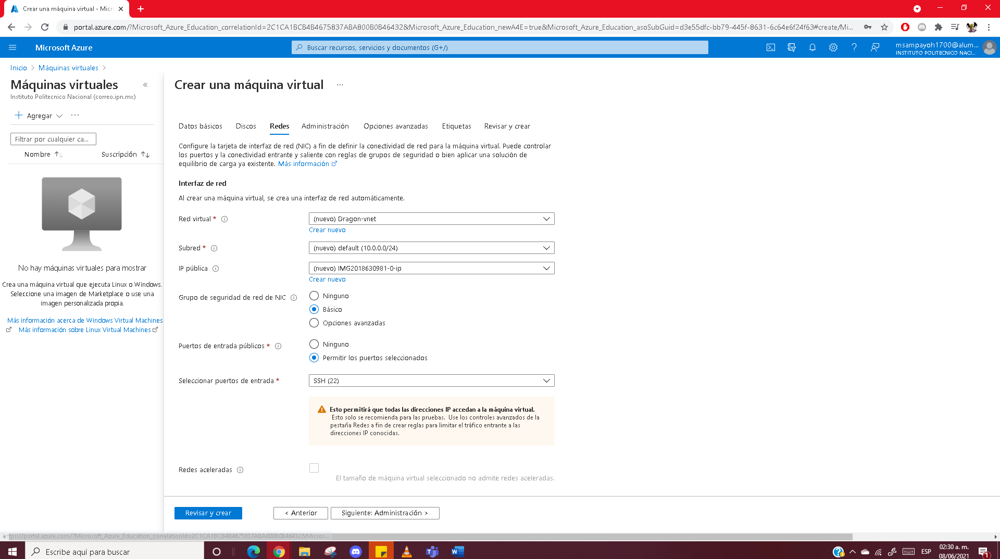 Crear una máquina virtual - Micr
portal.azure.com/?Microsoft_Azure_Education_correlationId=2C1CA1BCB4B4675837ABA800B0B46432&Microsoft_Azure_Education_newA4E=true&Microsoft_Azure_Education_asoSubGuid=d3e55dfc-bb79-445f-8631-6c64e6f24f63#create/Mi...
Microsoft Azure
Buscar recursos, servicios y documentos (G+/)
msampayoh1700@alum...
INSTITUTO POLITECNICO NACI...
Inicio > Máquinas virtuales >
Máquinas virtuales
Instituto Politecnico Nacional (correo.ipn.mx)
Agregar
Filtrar por cualquier ca...
Nombre
Suscripción
No hay máquinas virtuales para mostrar
Crea una máquina virtual que ejecuta Linux o Windows.
Seleccione una imagen de Marketplace o use una
imagen personalizada propia.
Más información acerca de Windows Virtual Machines
Más información sobre Linux Virtual Machines
Crear una máquina virtual ...
Datos básicos Discos Redes Administración Opciones avanzadas Etiquetas Revisar y crear
Configure la tarjeta de interfaz de red (NIC) a fin de definir la conectividad de red para la máquina virtual. Puede controlar
los puertos y la conectividad entrante y saliente con reglas de grupos de seguridad o bien aplicar una solución de
equilibrio de carga ya existente. Más información
Interfaz de red
Al crear una máquina virtual, se crea una interfaz de red automáticamente.
Red virtual *
(nuevo) Dragon-vnet
Crear nuevo
Subred *
(nuevo) default (10.0.0.0/24)
IP pública
(nuevo) IMG2018630981-0-ip
Crear nuevo
Grupo de seguridad de red de NIC
Ninguno
Básico
Opciones avanzadas
Puertos de entrada públicos *
Ninguno
Permitir los puertos seleccionados
Seleccionar puertos de entrada *
SSH (22)
Esto permitirá que todas las direcciones IP accedan a la máquina virtual.
Esto solo se recomienda para las pruebas. Use los controles avanzados de la
pestaña Redes a fin de crear reglas para limitar el tráfico entrante a las
direcciones IP conocidas.
Redes aceleradas
El tamaño de máquina virtual seleccionado no admite redes aceleradas.
Revisar y crear
< Anterior
Siguiente: Administración >
https://portal.azure.com/?Microsoft_Azure_Education_correlationId=2C1CA1BCB4B4675837ABA800B0B46432&Micros...
Escribe aquí para buscar
ESP
02:30 a. m.
08/06/2021
1